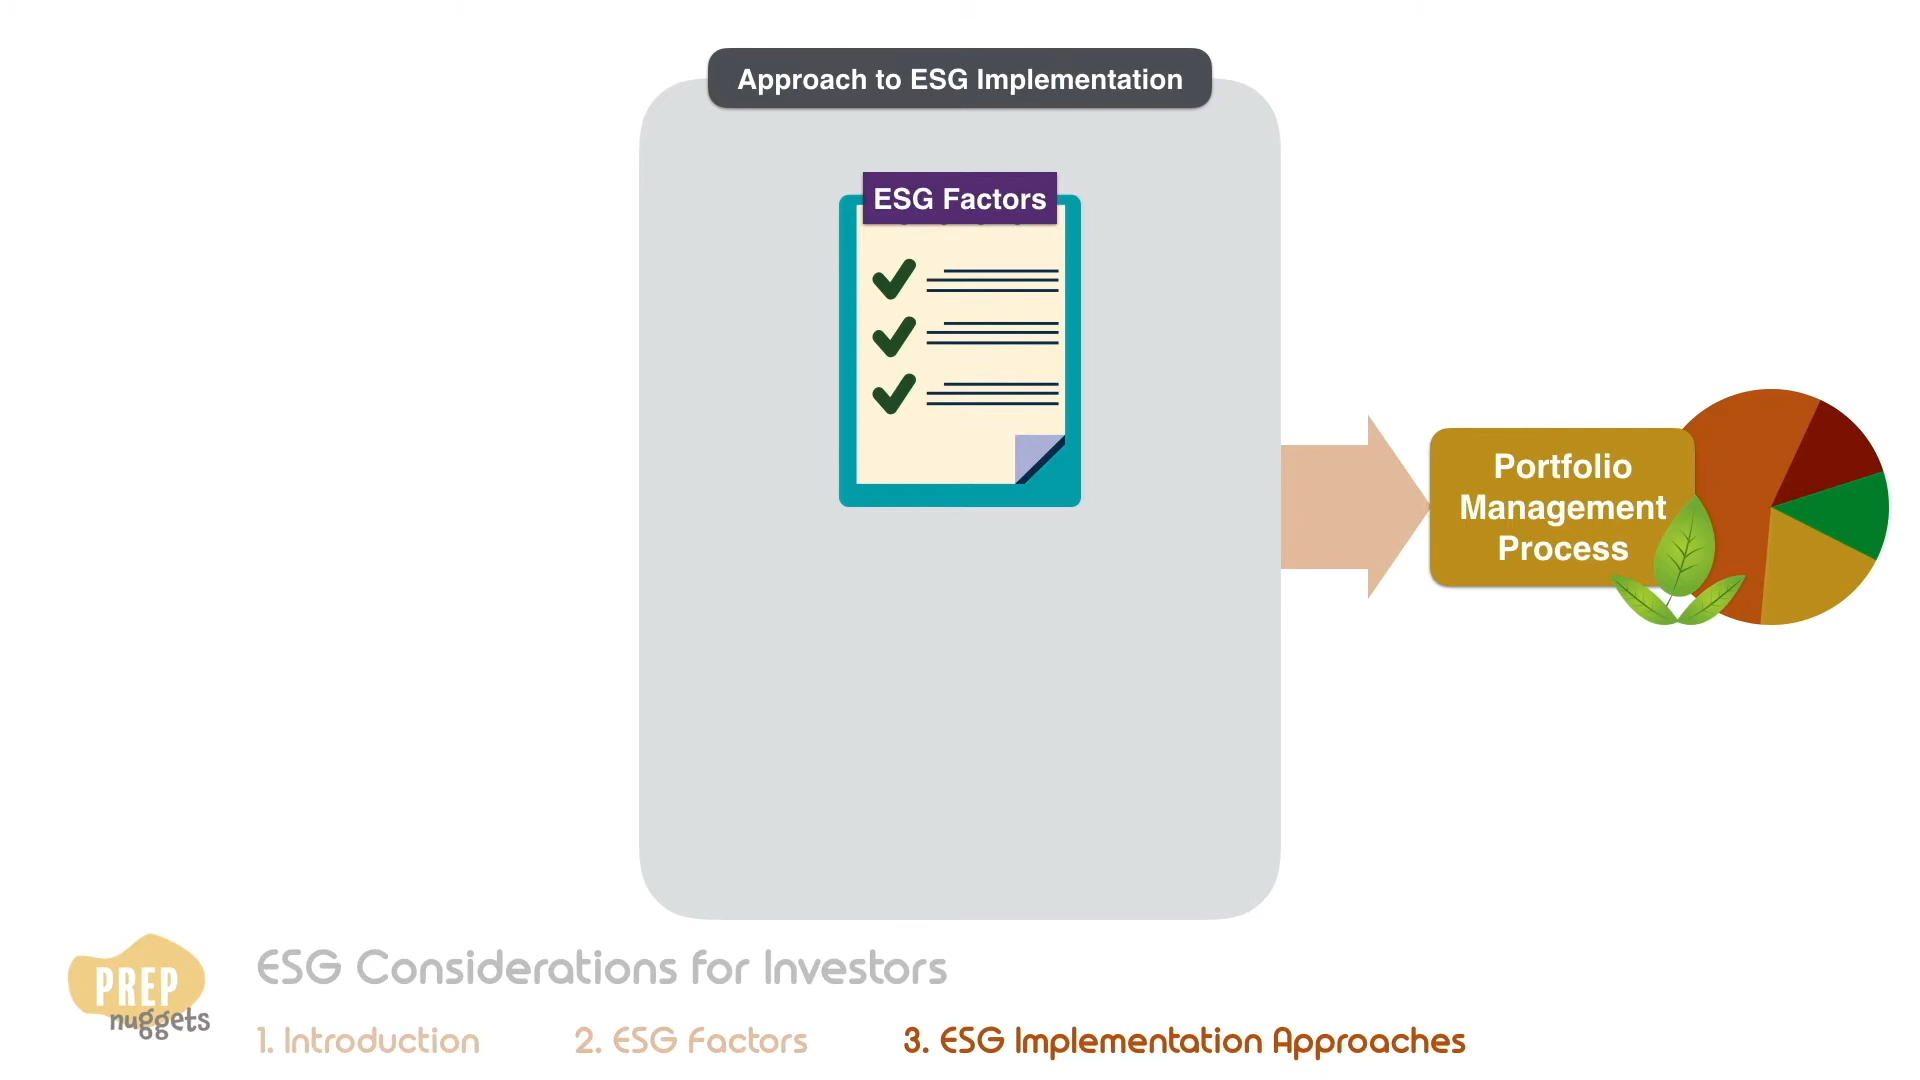 Approach to ESG Implementation
ESG Factors
Portfolio
Management
Process
PREP
nuggets
ESG Considerations for Investors
1. Introduction
2. ESG Factors
3. ESG Implementation Approaches